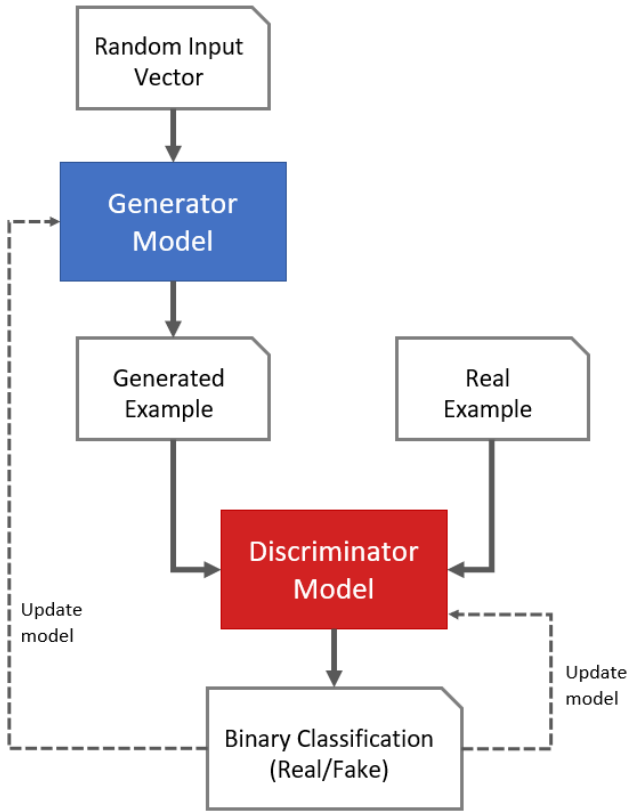 Random Input
Vector
Generator
Model
Generated
Example
Real
Example
Discriminator
Model
Update
model
Update
model
Binary Classification
(Real/Fake)